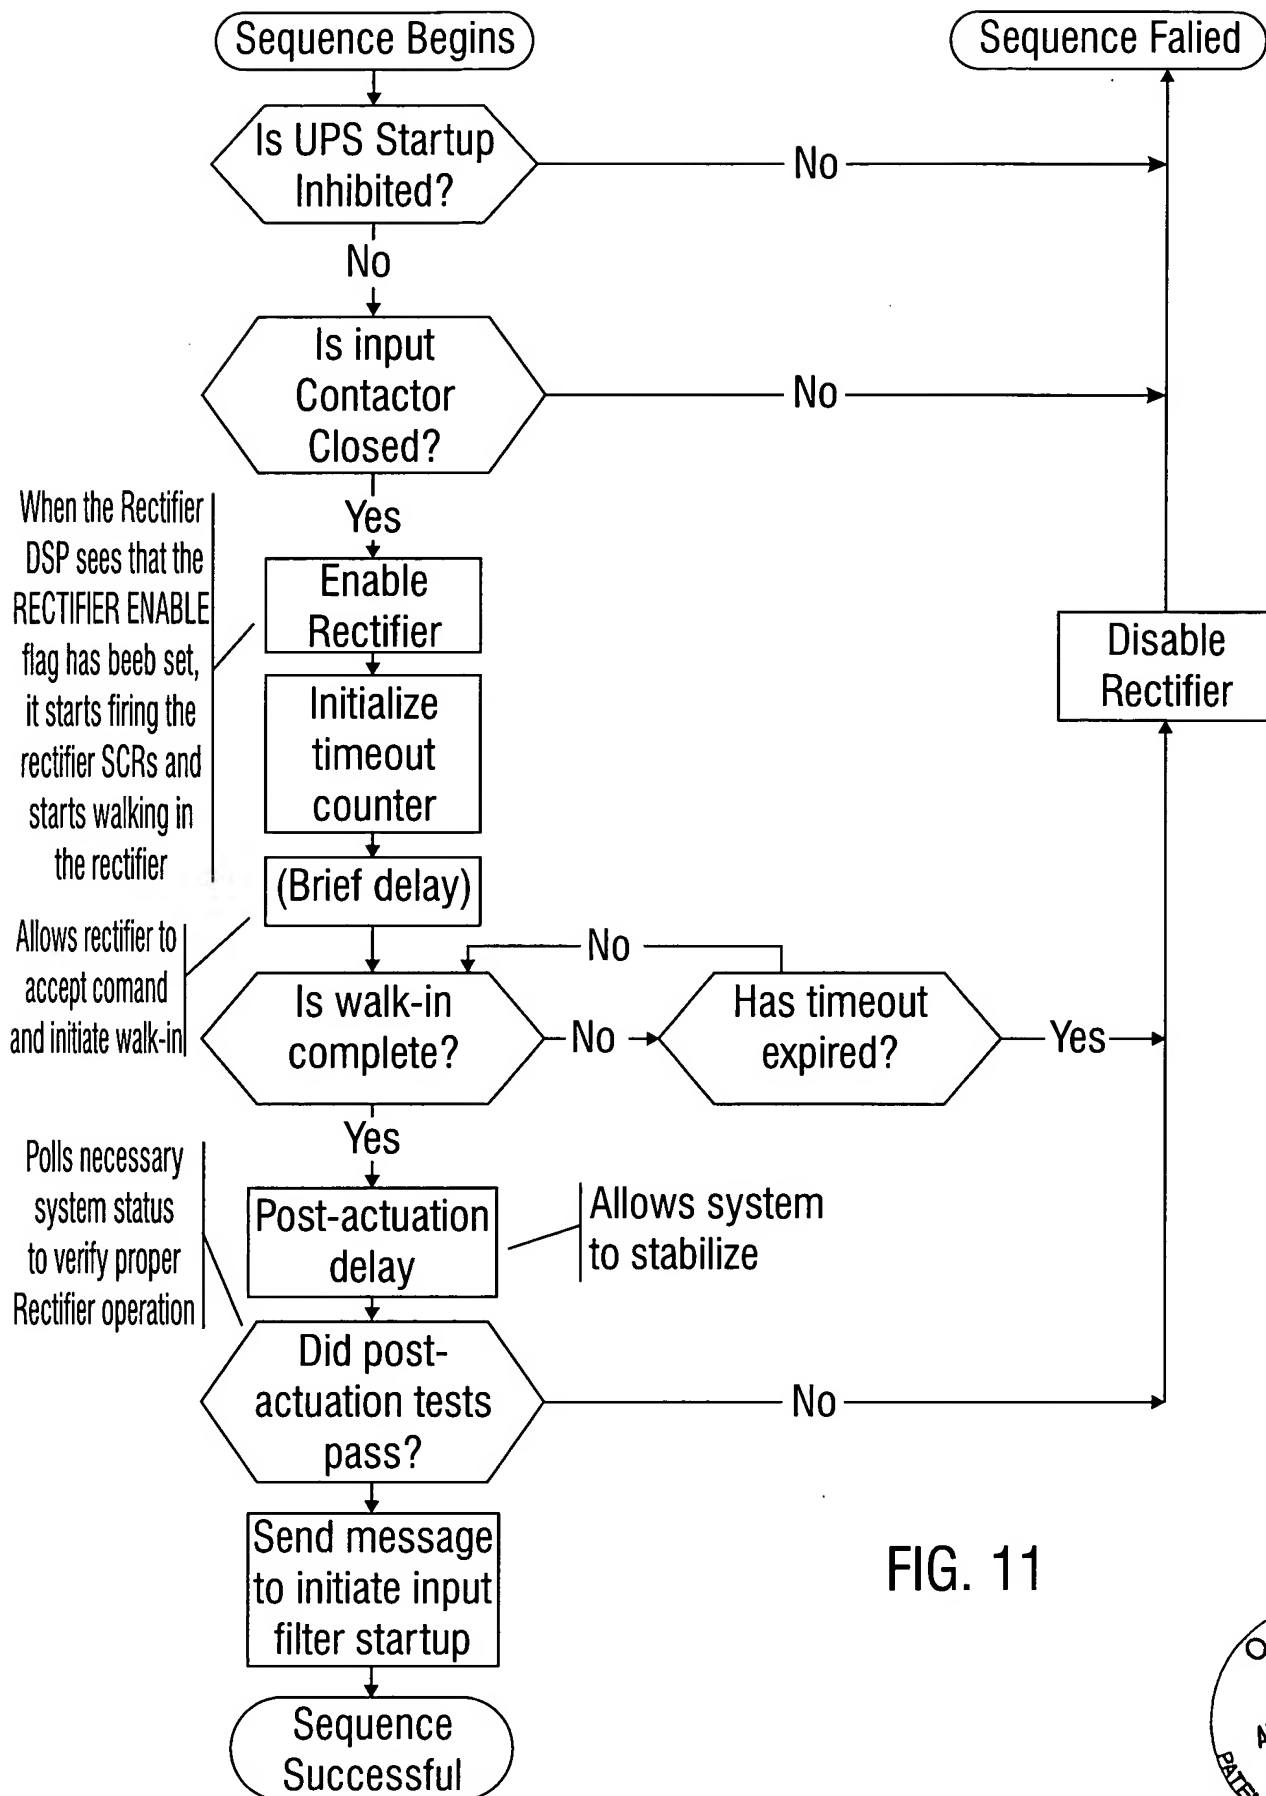 Sequence Begins
Sequence Falied
Is UPS Startup
Inhibited?
No
No
Is input
Contactor
Closed?
No
Yes
When the Rectifier
DSP sees that the
RECTIFIER ENABLE
flag has beeb set,
it starts firing the
rectifier SCRs and
starts walking in
the rectifier
Enable
Rectifier
Disable
Rectifier
Initialize
timeout
counter
(Brief delay)
Allows rectifier to
accept comand
and initiate walk-in
No
Is walk-in
complete?
No
Has timeout
expired?
Yes
Yes
Polls necessary
system status
to verify proper
Rectifier operation
Post-actuation
delay
Allows system
to stabilize
Did post-
actuation tests
pass?
No
Send message
to initiate input
filter startup
FIG. 11
Sequence
Successful